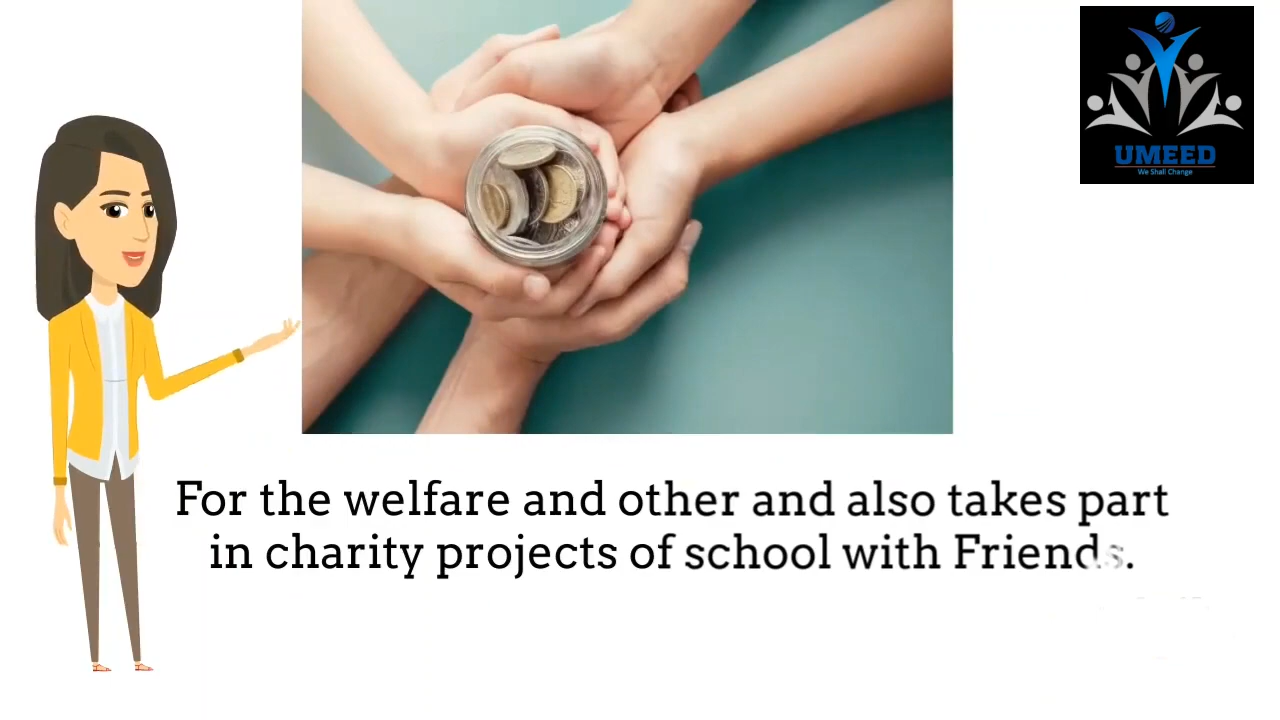 UMEED
We Shall Change
For the welfare and other and also takes part
in charity projects of school with Friends.